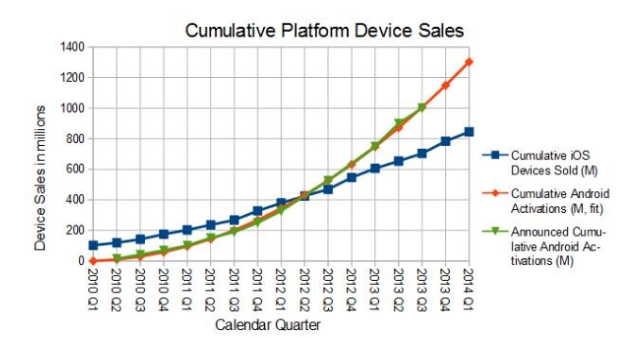 Cumulative Platform Device Sales
1400
1200
1000
800
600
400
200
0
Device Sales in millions
2010 Q1
2010 Q2
2010 Q3
2010 Q4
2011 Q1
2011 Q2
2011 Q3
2011 Q4
2012 Q1
2012 Q2
2012 Q3
2012 Q4
2013 Q1
2013 Q2
2013 Q3
2013 Q4
2014 Q1
Calendar Quarter
Cumulative iOS
Devices Sold (M)
Cumulative Android
Activations (M, fit)
Announced Cumu-
lative Android Ac-
tivations (M)